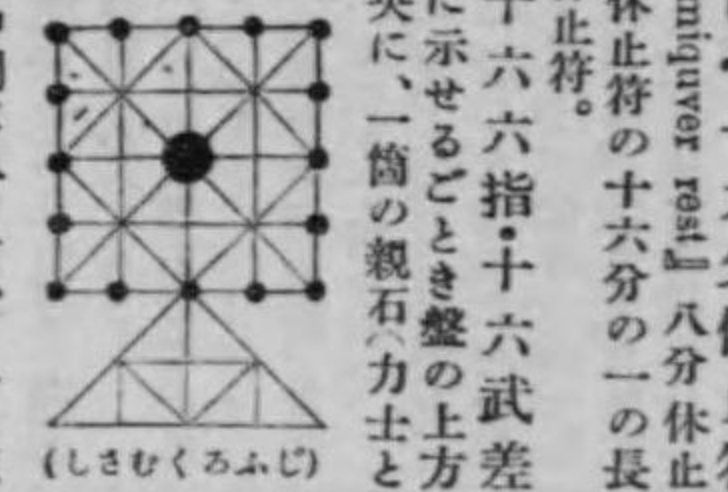 miquver rest』八分休止
休止符の十六分の一の長
止符。
十六六指・十六武差
に示せるごとき盤の上方
央に、一箇の親石(力士と
(じふろくむさし)